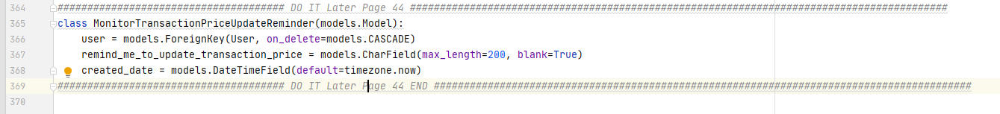 364 ###################################### DO IT Later Page 44 ##########################################################################################
365 class MonitorTransactionPriceUpdateReminder(models.Model):
366 user = models.ForeignKey(User, on_delete=models.CASCADE)
367 remind_me_to_update_transaction_price = models.CharField(max_length=200, blank=True)
368 created_date = models.DateTimeField(default=timezone.now)
369 ###################################### DO IT Later Page 44 END ##########################################################################################
370